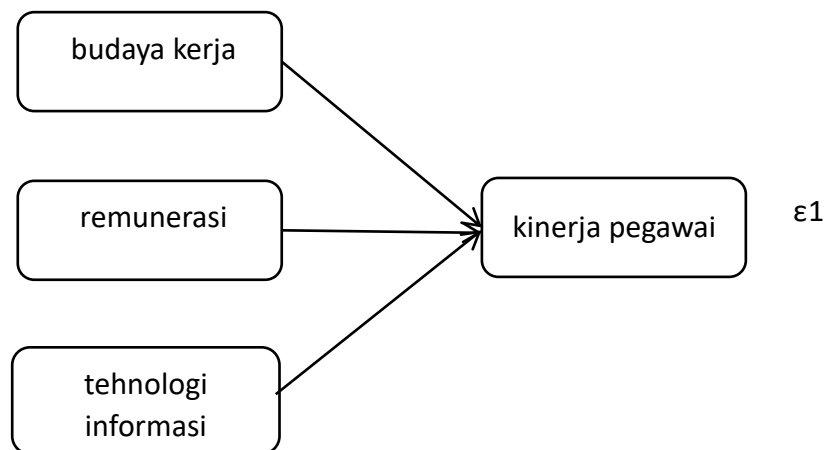 budaya kerja
remunerasi
kinerja pegawai
ε1
tehnologi
informasi